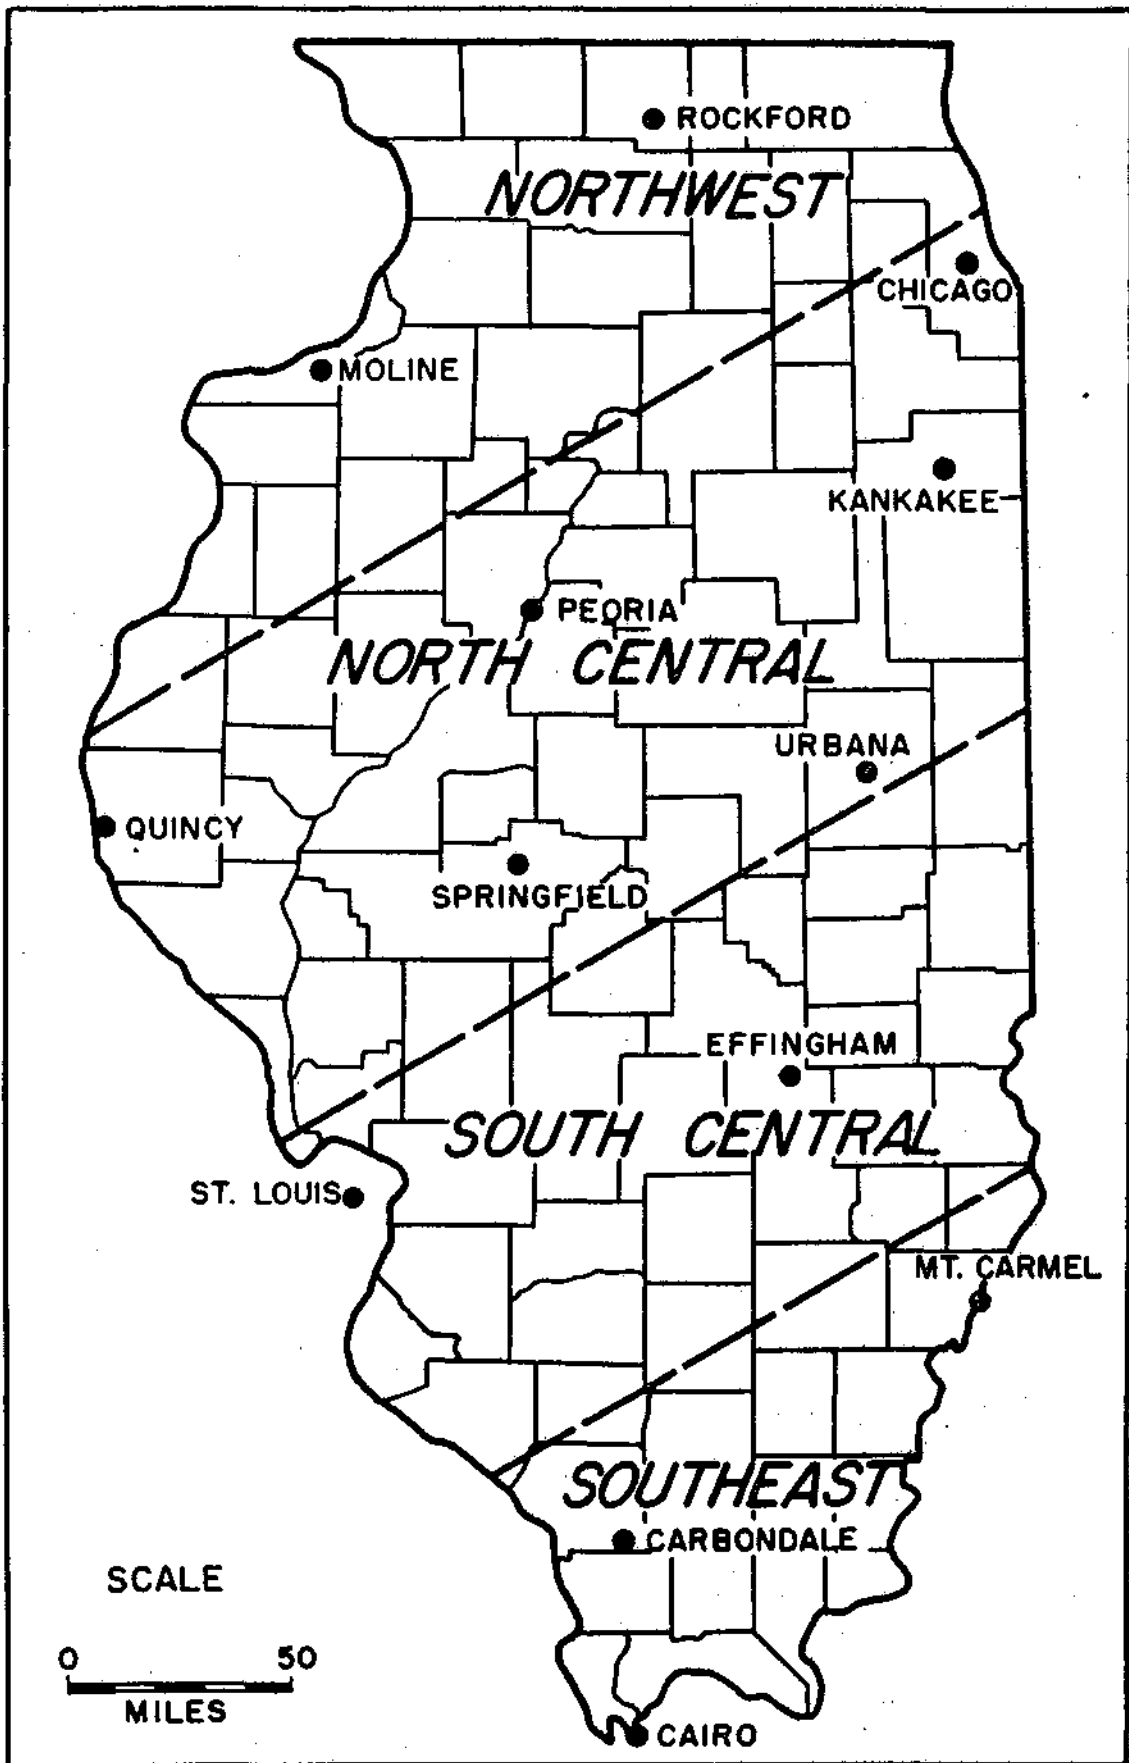 ROCKFORD
NORTHWEST
CHICAGO
MOLINE
KANKAKEE
PEORIA
NORTH CENTRAL
URBANA
QUINCY
SPRINGFIELD
EFFINGHAM
SOUTH CENTRAL
ST. LOUIS
MT. CARMEL
SOUTHEAST
CARBONDALE
SCALE
0 50
MILES
CAIRO